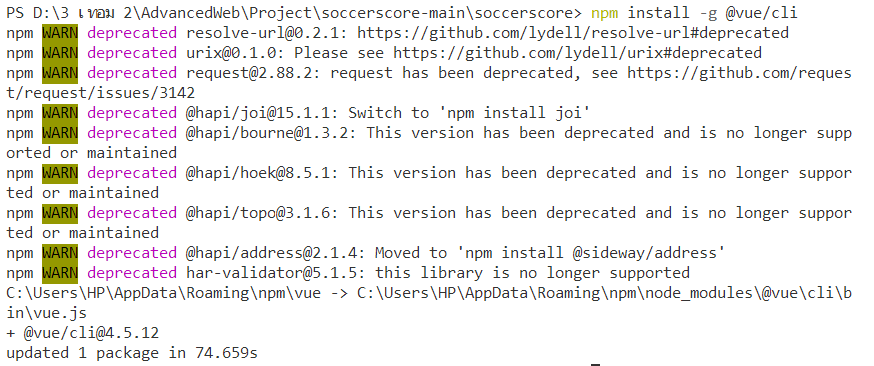 PS D:\3 เทอม 2\AdvancedWeb\Project\soccerscore-main\soccerscore> npm install -g @vue/cli
npm WARN deprecated resolve-url@0.2.1: https://github.com/lydell/resolve-url#deprecated
npm WARN deprecated urix@0.1.0: Please see https://github.com/lydell/urix#deprecated
npm WARN deprecated request@2.88.2: request has been deprecated, see https://github.com/reques
t/request/issues/3142
npm WARN deprecated @hapi/joi@15.1.1: Switch to 'npm install joi'
npm WARN deprecated @hapi/bourne@1.3.2: This version has been deprecated and is no longer supp
orted or maintained
npm WARN deprecated @hapi/hoek@8.5.1: This version has been deprecated and is no longer suppor
ted or maintained
npm WARN deprecated @hapi/topo@3.1.6: This version has been deprecated and is no longer suppor
ted or maintained
npm WARN deprecated @hapi/address@2.1.4: Moved to 'npm install @sideway/address'
npm WARN deprecated har-validator@5.1.5: this library is no longer supported
C:\Users\HP\AppData\Roaming\npm\vue -> C:\Users\HP\AppData\Roaming\npm\node_modules\@vue\cli\b
in\vue.js
+ @vue/cli@4.5.12
updated 1 package in 74.659s